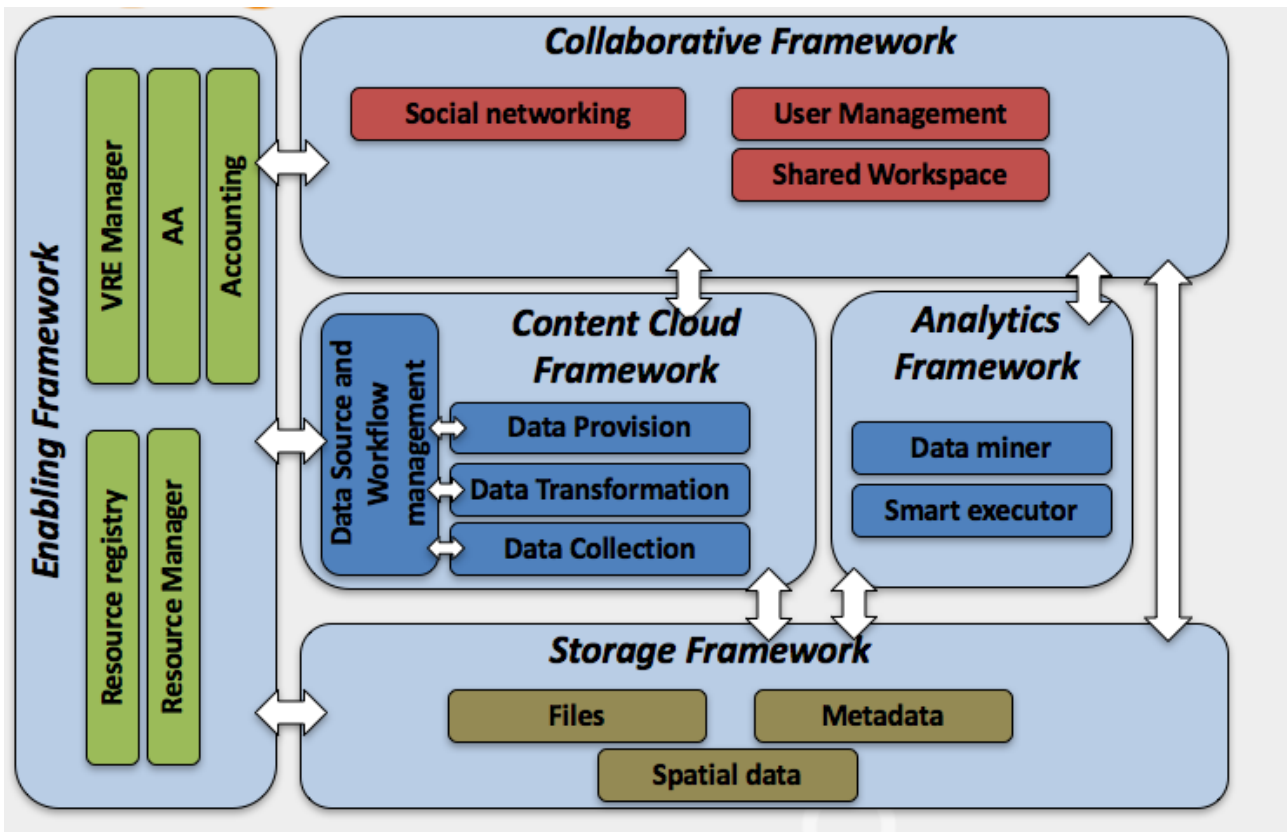 Enabling Framework
VRE Manager
AA
Accounting
Resource registry
Resource Manager
Collaborative Framework
Social networking
User Management
Shared Workspace
Content Cloud
Framework
Data Source and
Workflow
management
Data Provision
Data Transformation
Data Collection
Analytics
Framework
Data miner
Smart executor
Storage Framework
Files
Metadata
Spatial data